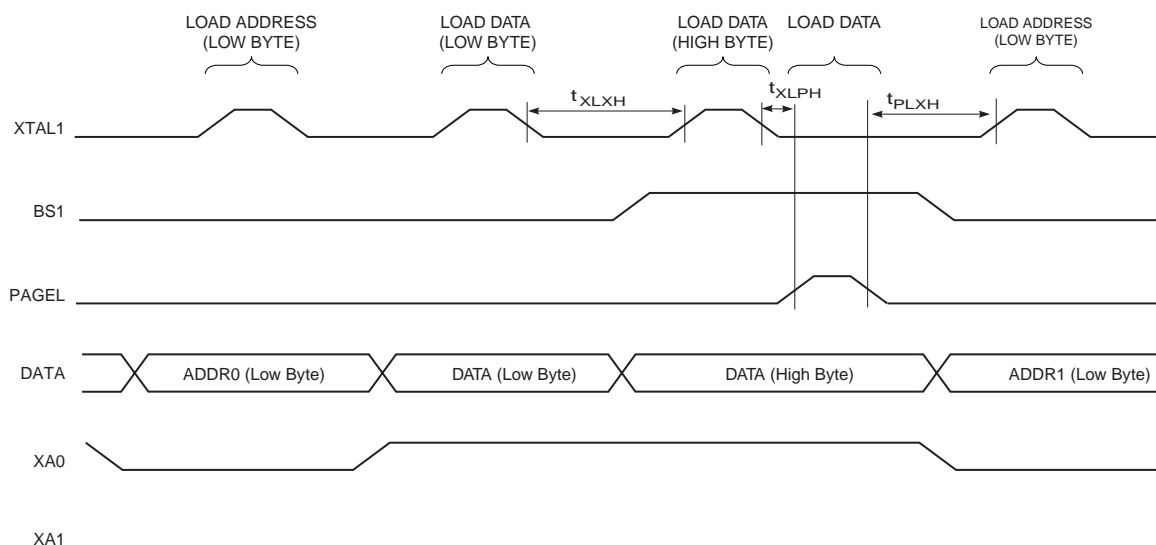 LOAD ADDRESS
(LOW BYTE)
LOAD DATA
(LOW BYTE)
LOAD DATA
(HIGH BYTE)
LOAD DATA
LOAD ADDRESS
(LOW BYTE)
tXLXH
tXLPH
tPLXH
XTAL1
BS1
PAGEL
DATA
ADDR0 (Low Byte)
DATA (Low Byte)
DATA (High Byte)
ADDR1 (Low Byte)
XA0
XA1